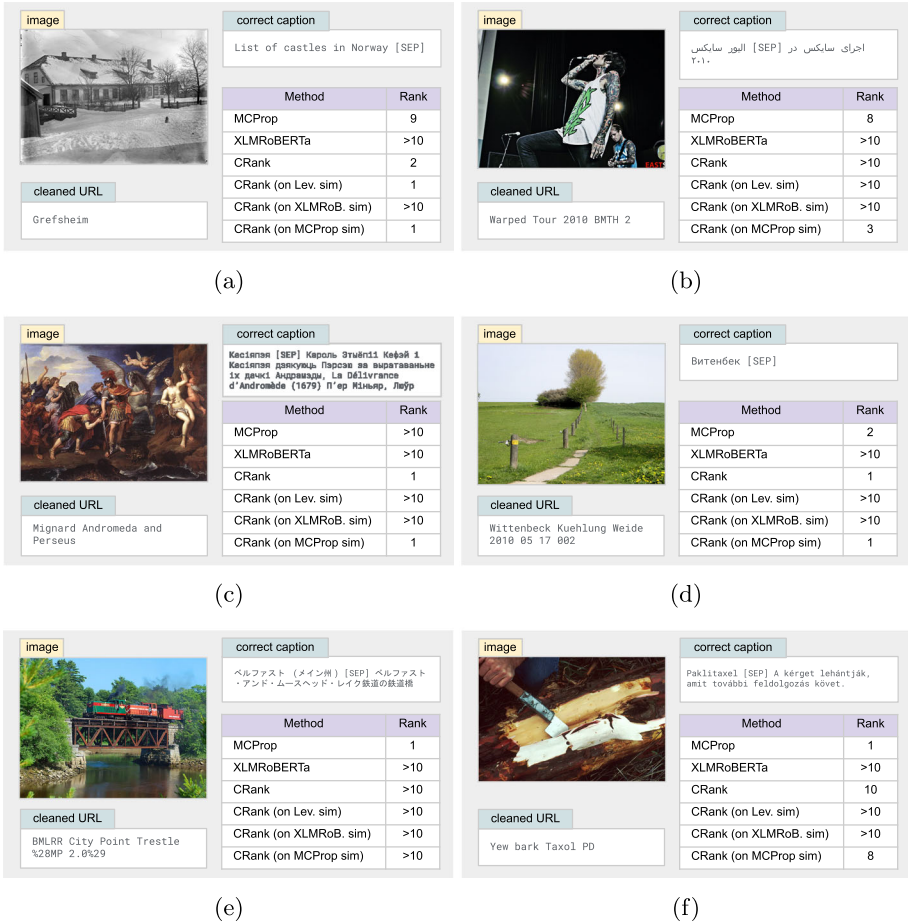 image
correct caption
List of castles in Norway [SEP]
Method Rank
MCProp 9
XLMRoBERTa >10
CRank 2
CRank (on Lev. sim) 1
CRank (on XLMRoB. sim) >10
CRank (on MCProp sim) 1
cleaned URL
Grefsheim
(a)
image
correct caption
الیور سایکس [SEP] اجرای سایکس در
۲۰۱۰
EAST
Method Rank
MCProp 8
XLMRoBERTa >10
CRank >10
CRank (on Lev. sim) >10
CRank (on XLMRoB. sim) >10
CRank (on MCProp sim) 3
cleaned URL
Warped Tour 2010 BMTH 2
(b)
image
correct caption
Касіяпэя [SEP] Кароль Этыёпіі Кефэй і
Касіяпэя дзякуюць Пэрсэю за выратаваньне
іх дачкі Андрамэды, La Délivrance
d'Andromède (1679) П'ер Міньяр, Люўр
Method Rank
MCProp >10
XLMRoBERTa >10
CRank 1
CRank (on Lev. sim) >10
CRank (on XLMRoB. sim) >10
CRank (on MCProp sim) 1
cleaned URL
Mignard Andromeda and
Perseus
(c)
image
correct caption
Витенбек [SEP]
Method Rank
MCProp 2
XLMRoBERTa >10
CRank 1
CRank (on Lev. sim) >10
CRank (on XLMRoB. sim) >10
CRank (on MCProp sim) 1
cleaned URL
Wittenbeck Kuehlung Weide
2010 05 17 002
(d)
image
correct caption
ベルファスト (メイン州) [SEP] ベルファスト
・アンド・ムースヘッド・レイク鉄道の鉄道橋
Method Rank
MCProp 1
XLMRoBERTa >10
CRank >10
CRank (on Lev. sim) >10
CRank (on XLMRoB. sim) >10
CRank (on MCProp sim) >10
cleaned URL
BMLRR City Point Trestle
%28MP 2.0%29
(e)
image
correct caption
Paklitaxel [SEP] A kérget lehántják,
amit további feldolgozás követ.
Method Rank
MCProp 1
XLMRoBERTa >10
CRank 10
CRank (on Lev. sim) >10
CRank (on XLMRoB. sim) >10
CRank (on MCProp sim) 8
cleaned URL
Yew bark Taxol PD
(f)